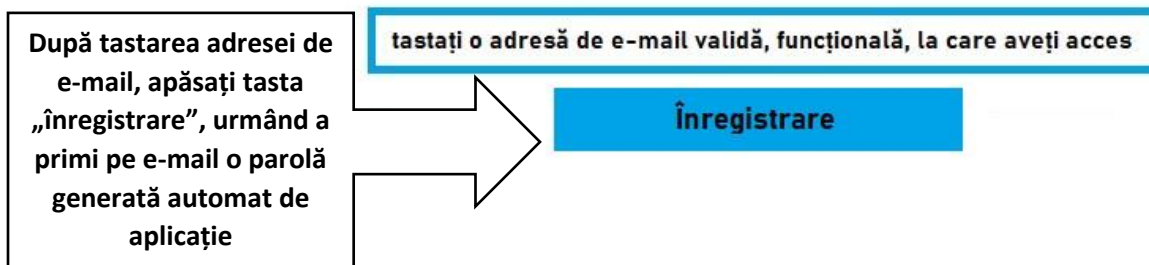 După tastarea adresei de
e-mail, apăsați tasta
„înregistrare”, urmând a
primi pe e-mail o parolă
generată automat de
aplicație
tastați o adresă de e-mail validă, funcțională, la care aveți acces
Înregistrare